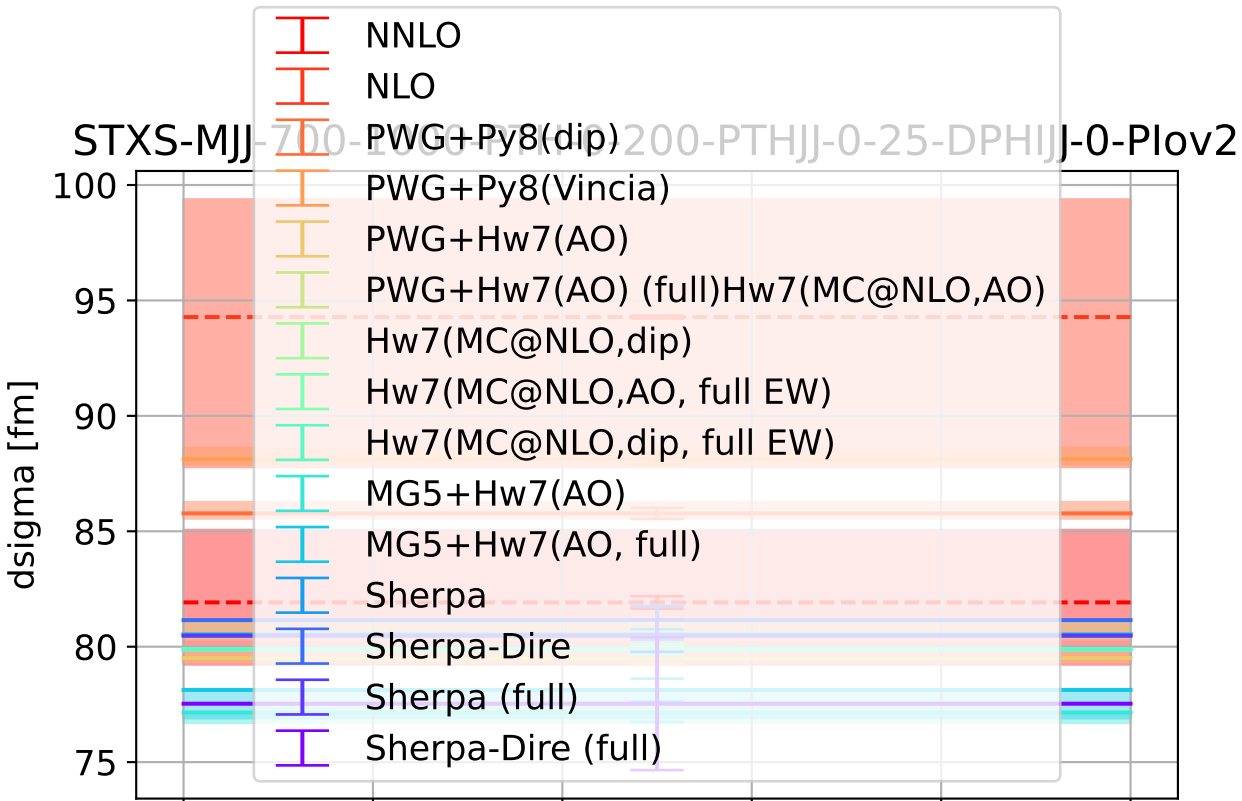 NNLO
NLO
PWG+Py8(dip)
STXS-MJJ-700-1000-PTH-0-200-PTHJJ-0-25-DPHIJJ-0-PIov2
PWG+Py8(Vincia)
PWG+Hw7(AO)
PWG+Hw7(AO) (full)Hw7(MC@NLO,AO)
Hw7(MC@NLO,dip)
Hw7(MC@NLO,AO, full EW)
Hw7(MC@NLO,dip, full EW)
MG5+Hw7(AO)
MG5+Hw7(AO, full)
Sherpa
Sherpa-Dire
Sherpa (full)
Sherpa-Dire (full)
100
95
90
85
80
75
dsigma [fm]